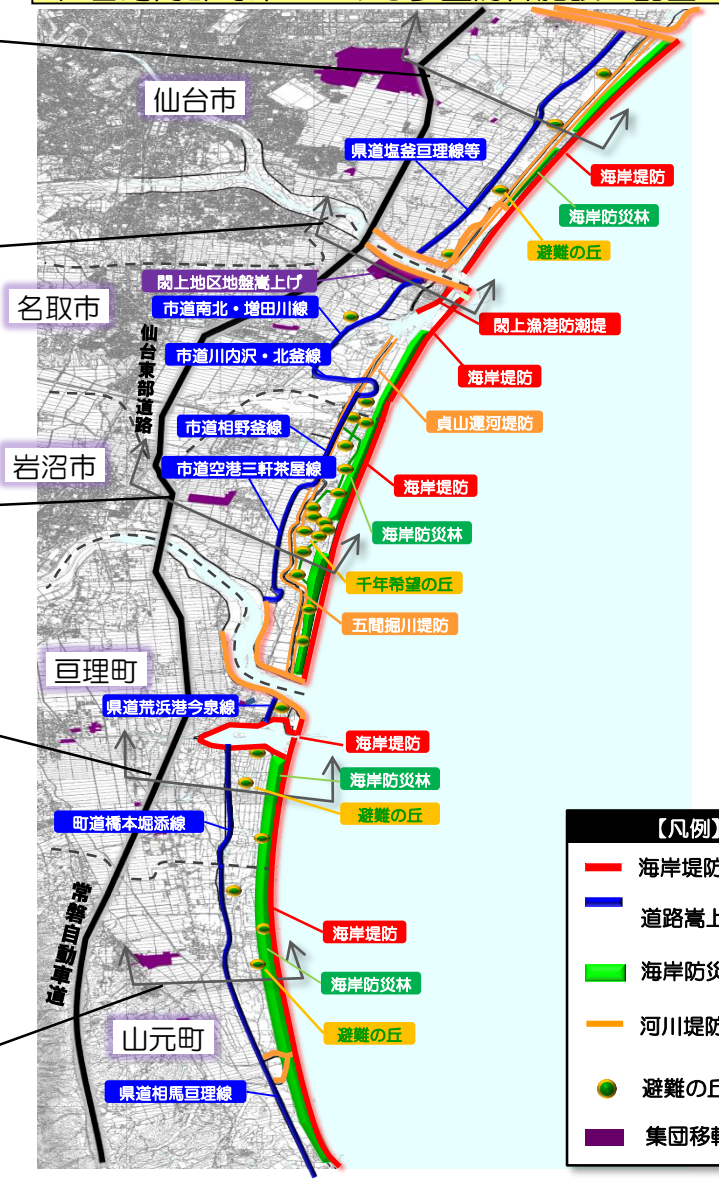 仙台市
県道塩釜亘理線等
海岸堤防
海岸防災林
避難の丘
閖上地区地盤嵩上げ
名取市
市道南北・増田川線
閖上漁港防潮堤
仙台東部道路
市道川内沢・北釜線
海岸堤防
貞山運河堤防
市道相野釜線
岩沼市
市道空港三軒茶屋線
海岸堤防
海岸防災林
千年希望の丘
五間堀川堤防
亘理町
県道荒浜港今泉線
海岸堤防
海岸防災林
避難の丘
町道橋本堀添線
常磐自動車道
海岸堤防
海岸防災林
山元町
避難の丘
県道相馬亘理線
【凡例】
海岸堤防
道路嵩上
海岸防災
河川堤防
避難の丘
集団移転